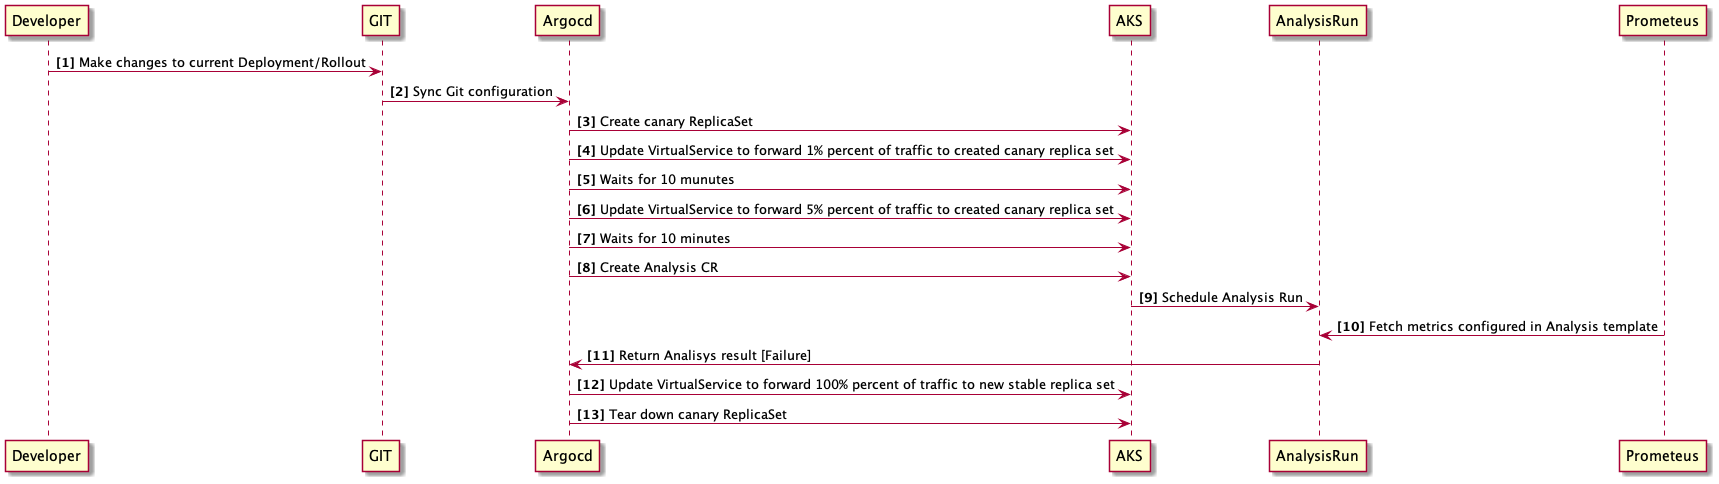 Developer GIT Argocd AKS AnalysisRun Prometeus
[1] Make changes to current Deployment/Rollout
[2] Sync Git configuration
[3] Create canary ReplicaSet
[4] Update VirtualService to forward 1% percent of traffic to created canary replica set
[5] Waits for 10 munutes
[6] Update VirtualService to forward 5% percent of traffic to created canary replica set
[7] Waits for 10 minutes
[8] Create Analysis CR
[9] Schedule Analysis Run
[10] Fetch metrics configured in Analysis template
[11] Return Analisys result [Failure]
[12] Update VirtualService to forward 100% percent of traffic to new stable replica set
[13] Tear down canary ReplicaSet
Developer GIT Argocd AKS AnalysisRun Prometeus